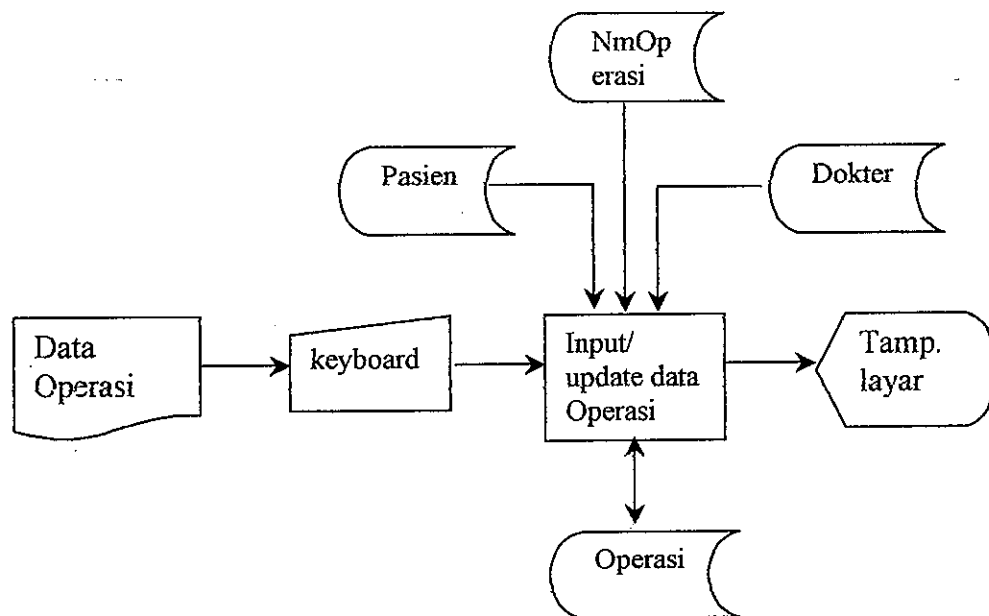 NmOp
erasi
Pasien
Dokter
Data
Operasi
keyboard
Input/
update data
Operasi
Tamp.
layar
Operasi